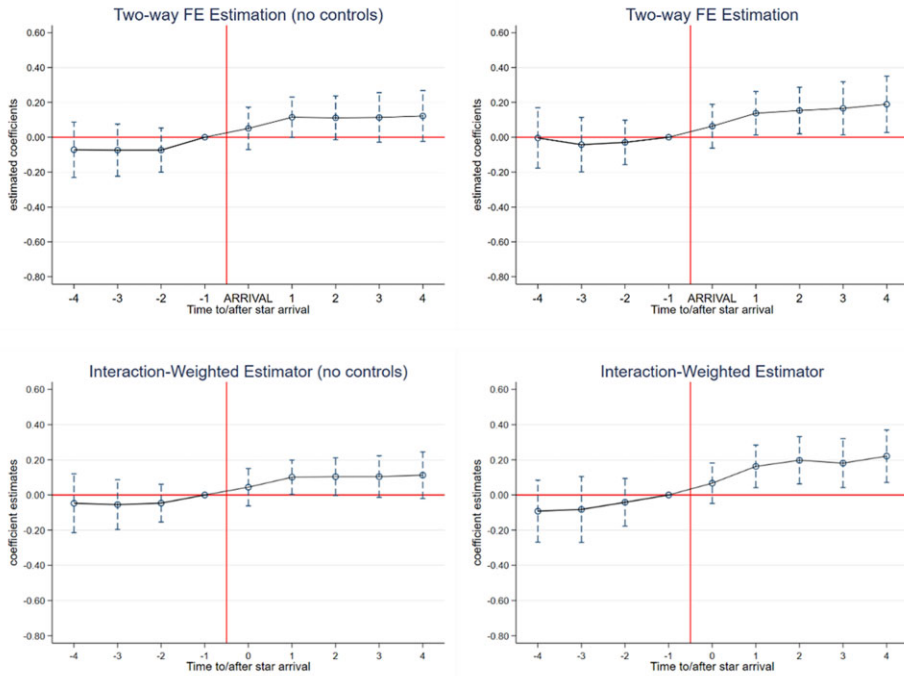 Two-way FE Estimation (no controls)
estimated coefficients
0.60
0.40
0.20
0.00
-0.20
-0.40
-0.60
-0.80
-4 -3 -2 -1 ARRIVAL 1 2 3 4
Time to/after star arrival
Two-way FE Estimation
estimated coefficients
0.60
0.40
0.20
0.00
-0.20
-0.40
-0.60
-0.80
-4 -3 -2 -1 ARRIVAL 1 2 3 4
Time to/after star arrival
Interaction-Weighted Estimator (no controls)
coefficient estimates
0.60
0.40
0.20
0.00
-0.20
-0.40
-0.60
-0.80
-4 -3 -2 -1 0 1 2 3 4
Time to/after star arrival
Interaction-Weighted Estimator
coefficient estimates
0.60
0.40
0.20
0.00
-0.20
-0.40
-0.60
-0.80
-4 -3 -2 -1 0 1 2 3 4
Time to/after star arrival